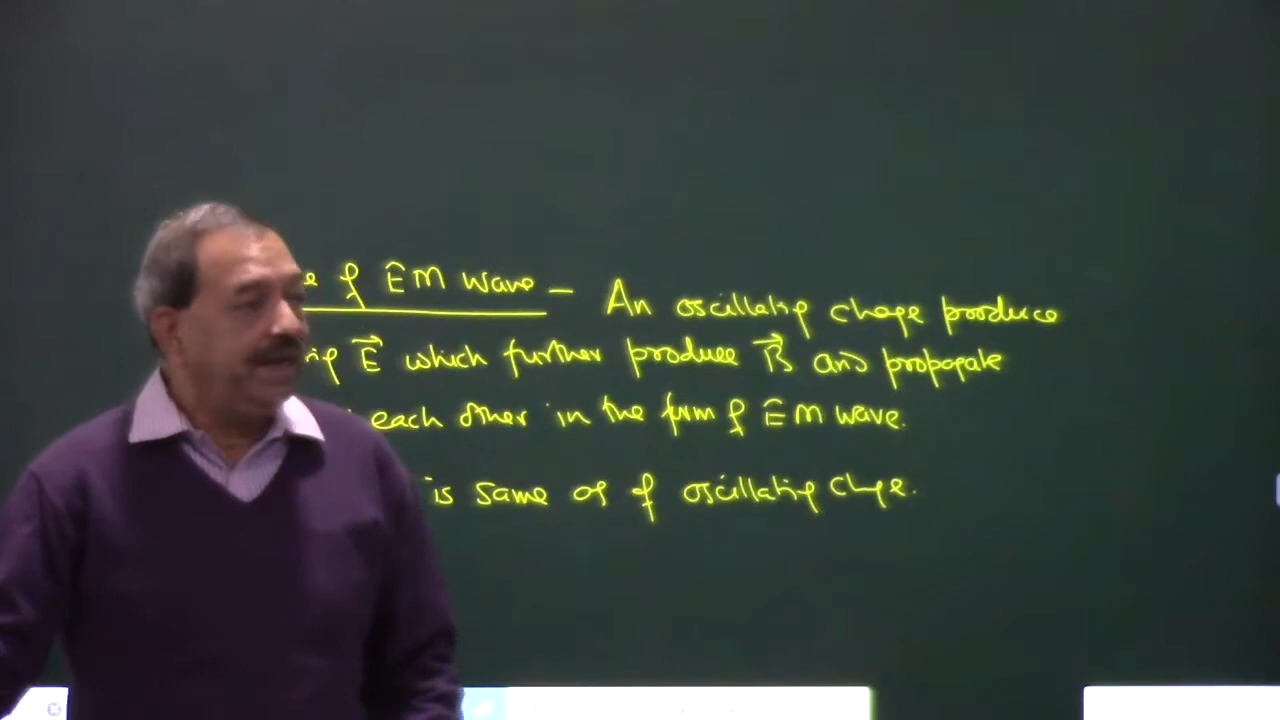 of EM wave – An oscillating charge produce
E⃗ which further produce B⃗ and propagate
each other in the form of EM wave.
is same as of oscillating charge.